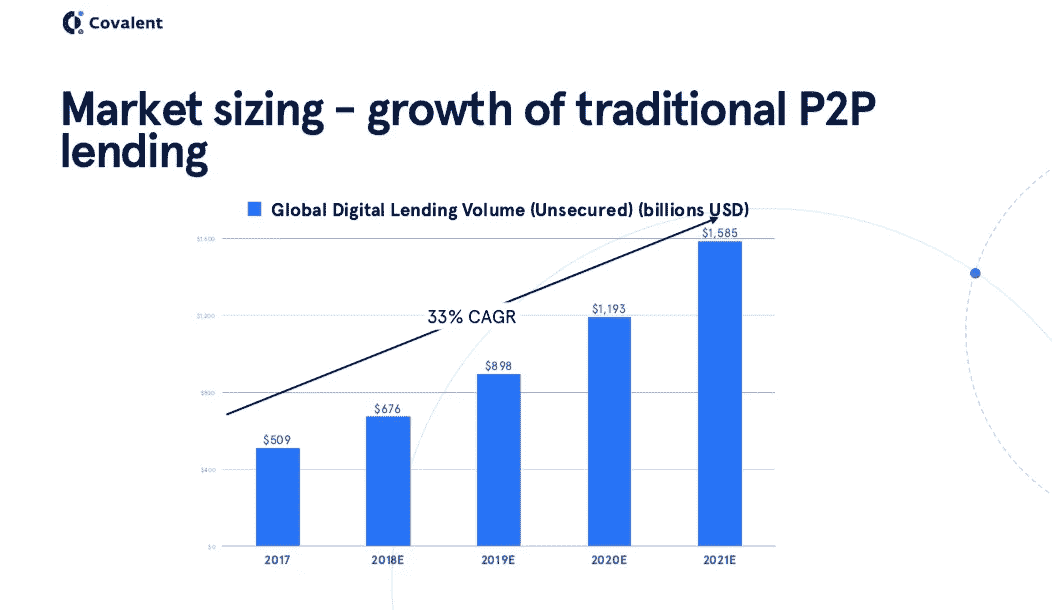 Covalent
Market sizing – growth of traditional P2P
lending
Global Digital Lending Volume (Unsecured) (billions USD)
$1,600
$1,585
33% CAGR
$1,200
$1,193
$898
$800
$676
$509
$400
$0
2017
2018E
2019E
2020E
2021E